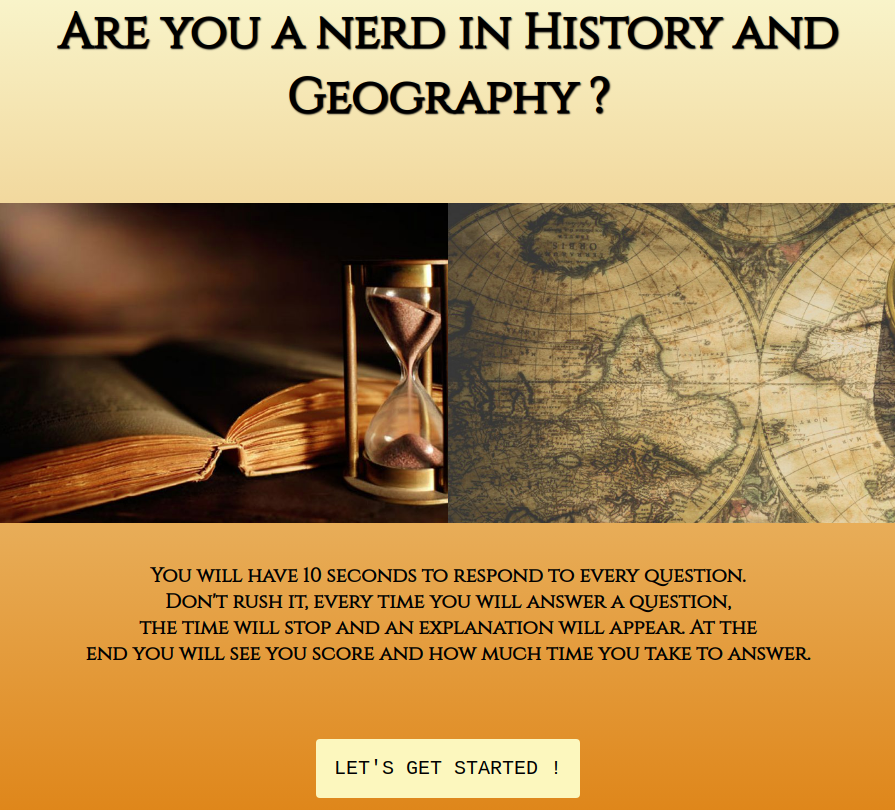 Are you a nerd in History and
Geography ?
You will have 10 seconds to respond to every question.
Don't rush it, every time you will answer a question,
the time will stop and an explanation will appear. At the
end you will see you score and how much time you take to answer.
LET'S GET STARTED !